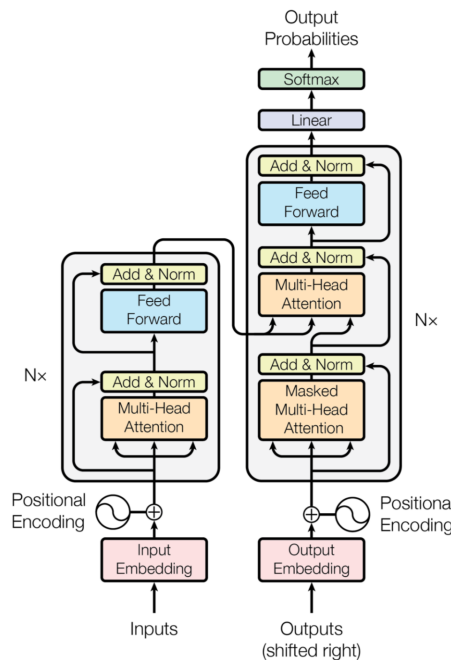 Output
Probabilities
Softmax
Linear
Add & Norm
Feed
Forward
Add & Norm
Multi-Head
Attention
Add & Norm
Masked
Multi-Head
Attention
N×
Positional
Encoding
Output
Embedding
Outputs
(shifted right)
Add & Norm
Feed
Forward
Add & Norm
Multi-Head
Attention
N×
Positional
Encoding
Input
Embedding
Inputs